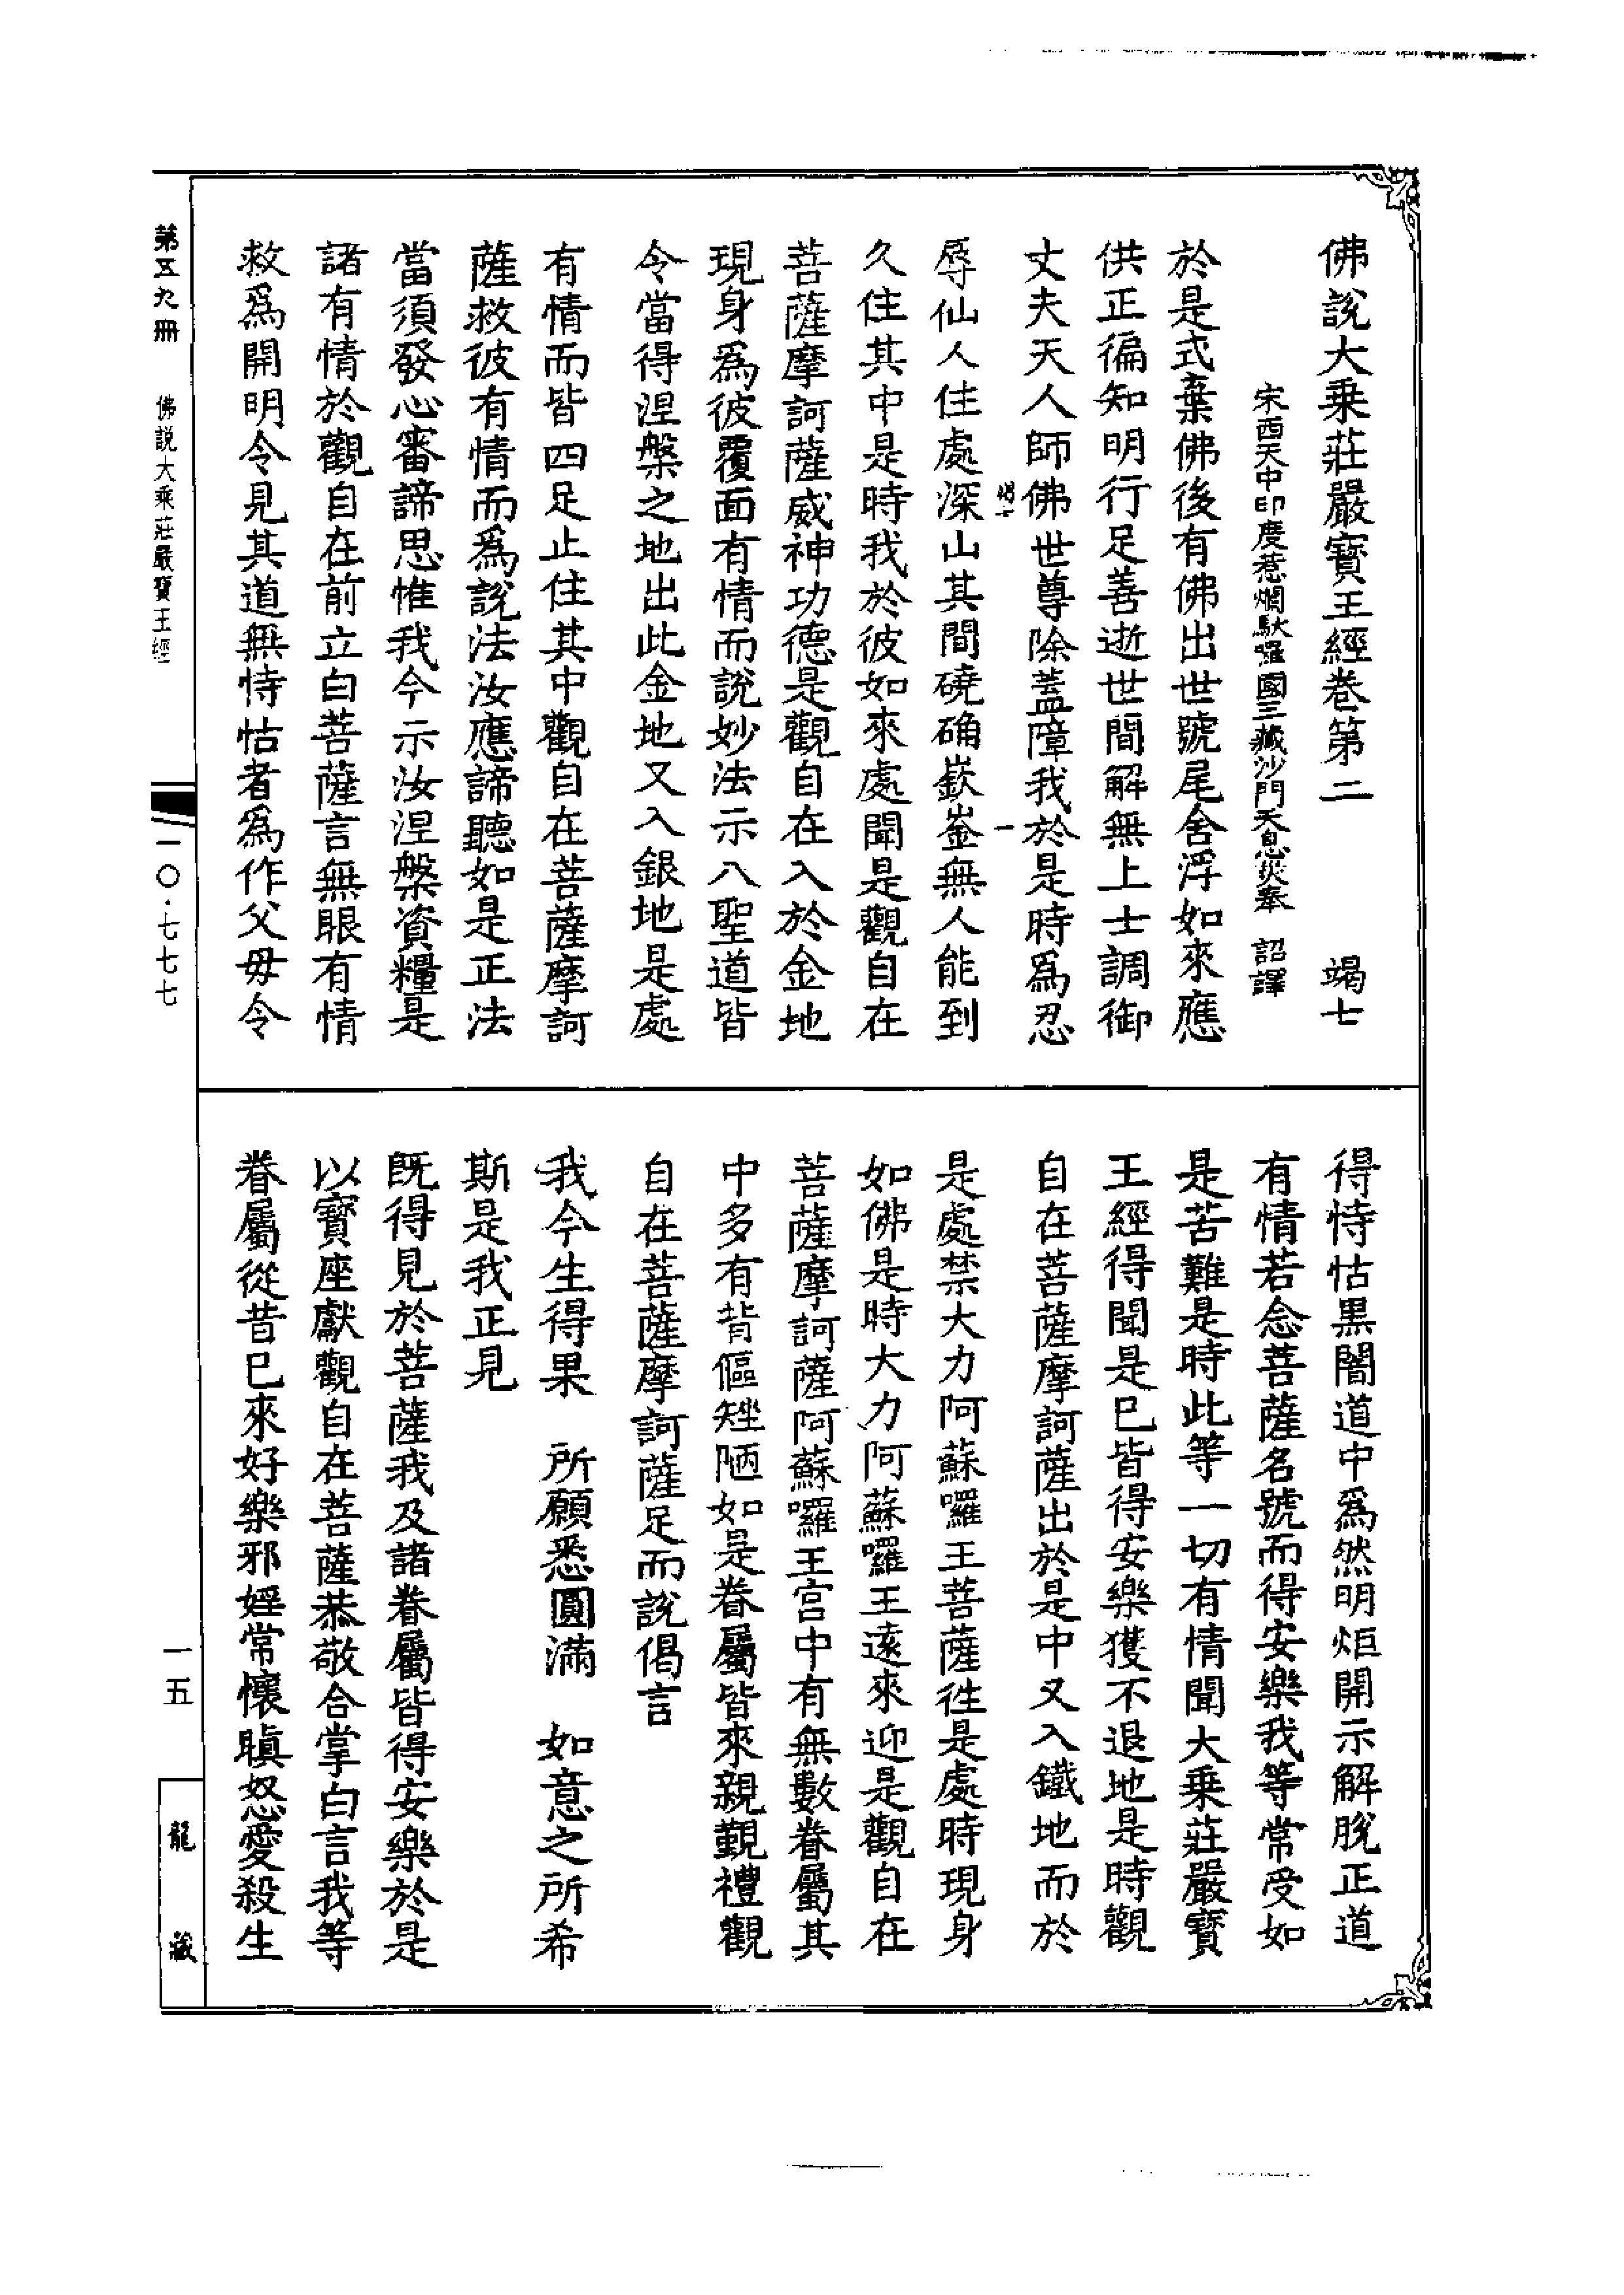 佛說大乘莊嚴寶王經卷第二　竭七
宋西天中印度惹爛馱囉國三藏沙門天息災奉　詔譯
於是式棄佛後有佛出世號尾舍浮如來應
供正徧知明行足善逝世間解無上士調御
丈夫天人師佛世尊除蓋障我於是時爲忍
一
辱仙人住處深山其間磽确嶔崟無人能到
久住其中是時我於彼如來處聞是觀自在
菩薩摩訶薩威神功德是觀自在入於金地
現身爲彼覆面有情而說妙法示八聖道皆
令當得涅槃之地出此金地又入銀地是處
有情而皆四足止住其中觀自在菩薩摩訶
薩救彼有情而爲說法汝應諦聽如是正法
當須發心審諦思惟我今示汝涅槃資糧是
諸有情於觀自在前立白菩薩言無眼有情
救爲開明令見其道無恃怙者爲作父母令
得恃怙黑闇道中爲然明炬開示解脫正道
有情若念菩薩名號而得安樂我等常受如
是苦難是時此等一切有情聞大乘莊嚴寶
王經得聞是已皆得安樂獲不退地是時觀
自在菩薩摩訶薩出於是中又入鐵地而於
是處禁大力阿蘇囉王菩薩往是處時現身
如佛是時大力阿蘇囉王遠來迎是觀自在
菩薩摩訶薩阿蘇囉王宮中有無數眷屬其
中多有背傴矬陋如是眷屬皆來親覲禮觀
自在菩薩摩訶薩足而說偈言
我今生得果　所願悉圓滿　如意之所希
斯是我正見
旣得見於菩薩我及諸眷屬皆得安樂於是
以寶座獻觀自在菩薩恭敬合掌白言我等
眷屬從昔已來好樂邪婬常懷瞋怒愛殺生
第五九冊　佛説大乘莊嚴寶王經
一〇·七七七
一五
龍藏